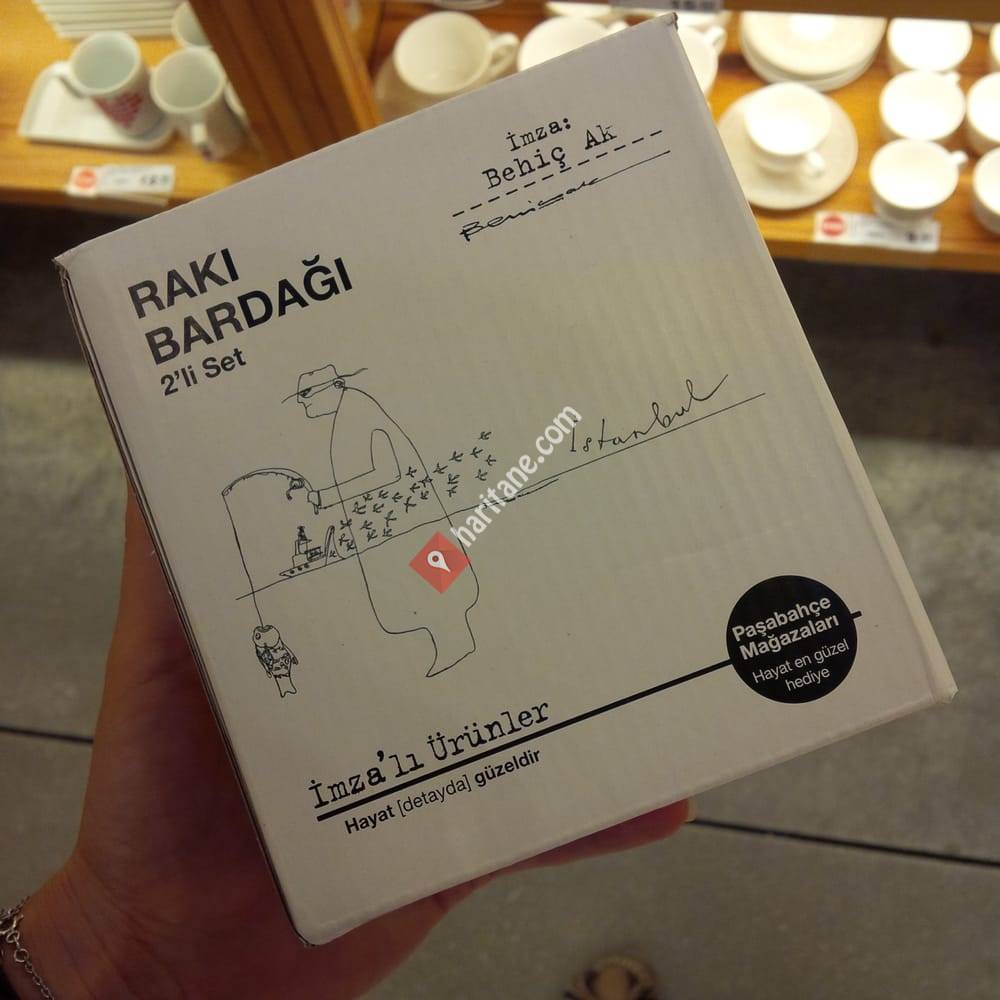 İmza:
Behiç Ak
RAKI
BARDAĞI
2'li Set
İstanbul
haritane.com
Paşabahçe
Mağazaları
Hayat en güzel
hediye
İmza'lı Ürünler
Hayat [detayda] güzeldir